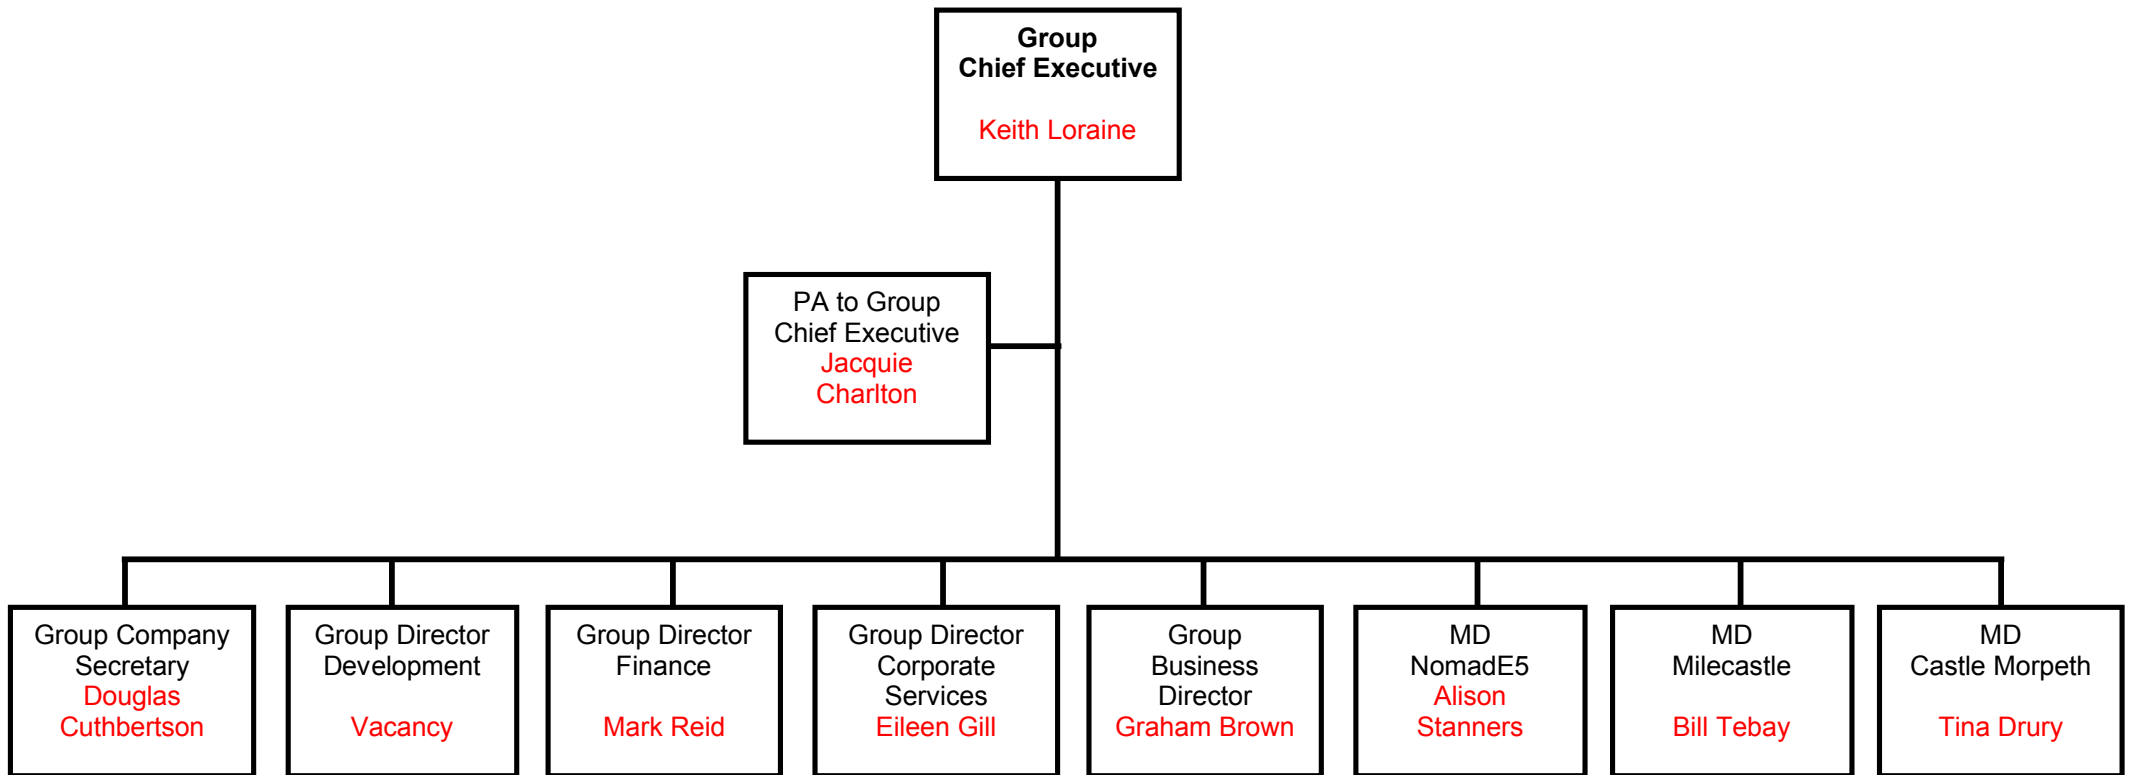 Group
Chief Executive
Keith Loraine
PA to Group
Chief Executive
Jacquie
Charlton
Group Company
Secretary
Douglas
Cuthbertson
Group Director
Development
Vacancy
Group Director
Finance
Mark Reid
Group Director
Corporate
Services
Eileen Gill
Group
Business
Director
Graham Brown
MD
NomadE5
Alison
Stanners
MD
Milecastle
Bill Tebay
MD
Castle Morpeth
Tina Drury